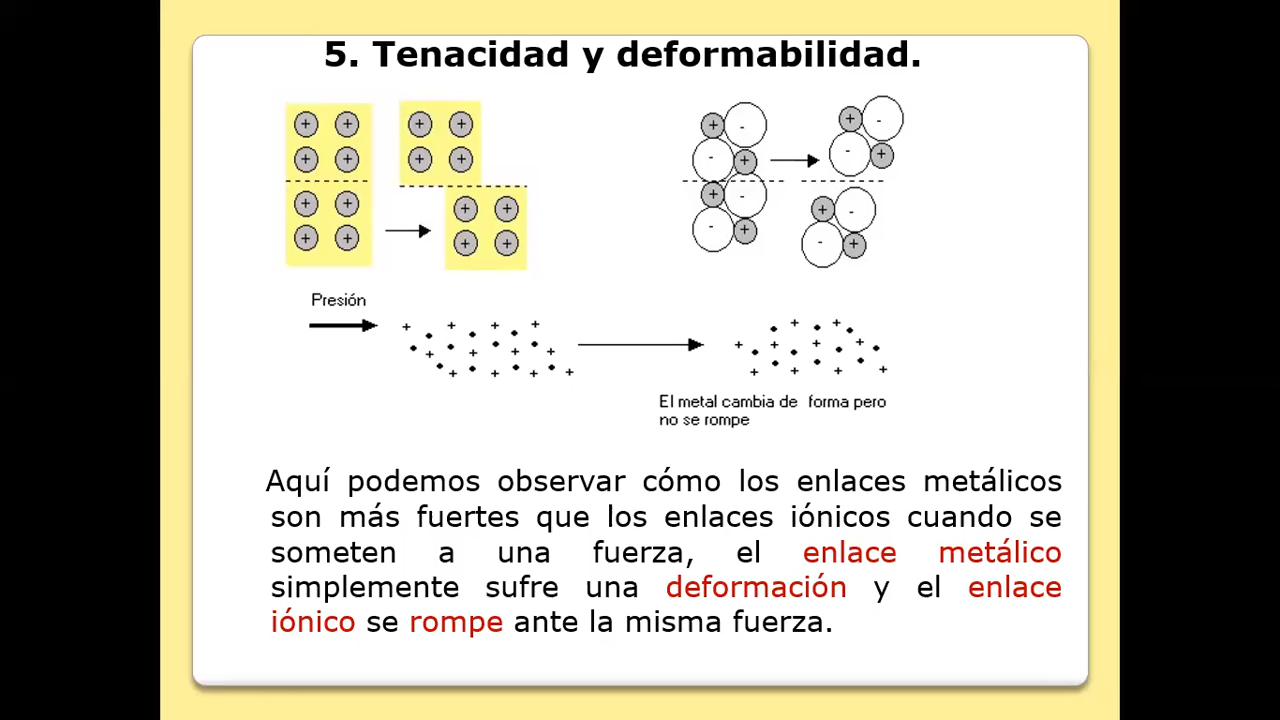 5. Tenacidad y deformabilidad.
Presión
El metal cambia de forma pero
no se rompe
Aquí podemos observar cómo los enlaces metálicos
son más fuertes que los enlaces iónicos cuando se
someten a una fuerza, el enlace metálico
simplemente sufre una deformación y el enlace
iónico se rompe ante la misma fuerza.